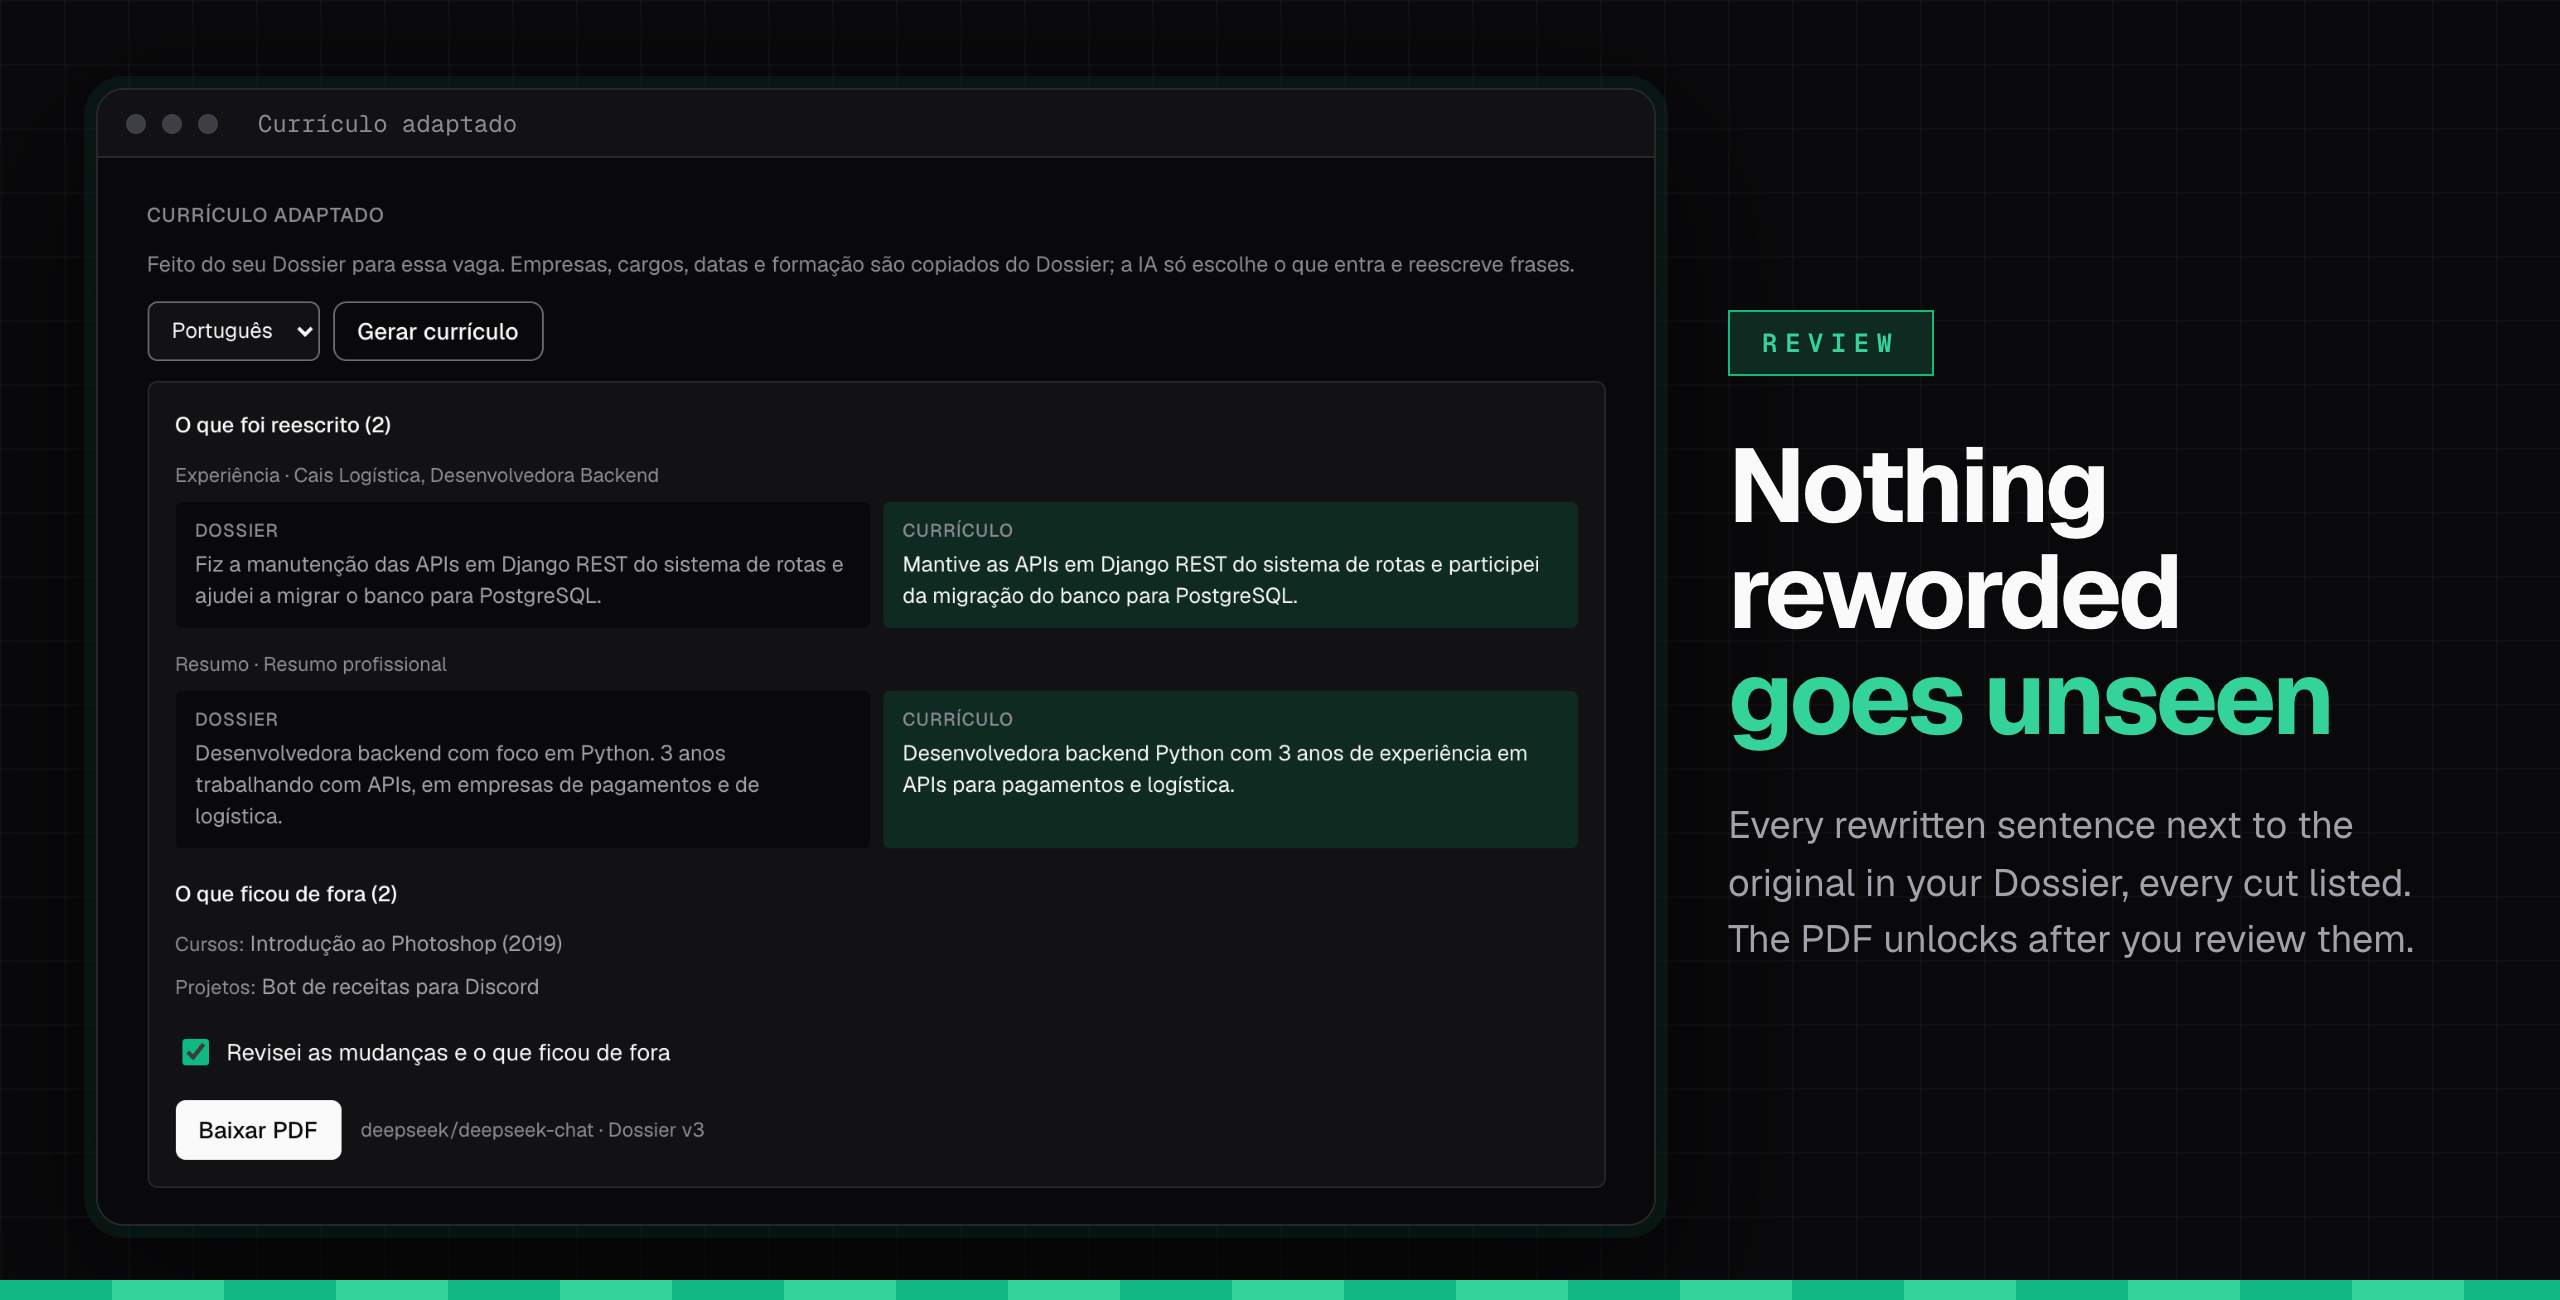 Currículo adaptado
CURRÍCULO ADAPTADO
Feito do seu Dossier para essa vaga. Empresas, cargos, datas e formação são copiados do Dossier; a IA só escolhe o que entra e reescreve frases.
Português
Gerar currículo
O que foi reescrito (2)
Experiência · Cais Logística, Desenvolvedora Backend
DOSSIER
Fiz a manutenção das APIs em Django REST do sistema de rotas e
ajudei a migrar o banco para PostgreSQL.
CURRÍCULO
Mantive as APIs em Django REST do sistema de rotas e participei
da migração do banco para PostgreSQL.
Resumo · Resumo profissional
DOSSIER
Desenvolvedora backend com foco em Python. 3 anos
trabalhando com APIs, em empresas de pagamentos e de
logística.
CURRÍCULO
Desenvolvedora backend Python com 3 anos de experiência em
APIs para pagamentos e logística.
O que ficou de fora (2)
Cursos: Introdução ao Photoshop (2019)
Projetos: Bot de receitas para Discord
Revisei as mudanças e o que ficou de fora
Baixar PDF
deepseek/deepseek-chat · Dossier v3
REVIEW
Nothing
reworded
goes unseen
Every rewritten sentence next to the
original in your Dossier, every cut listed.
The PDF unlocks after you review them.